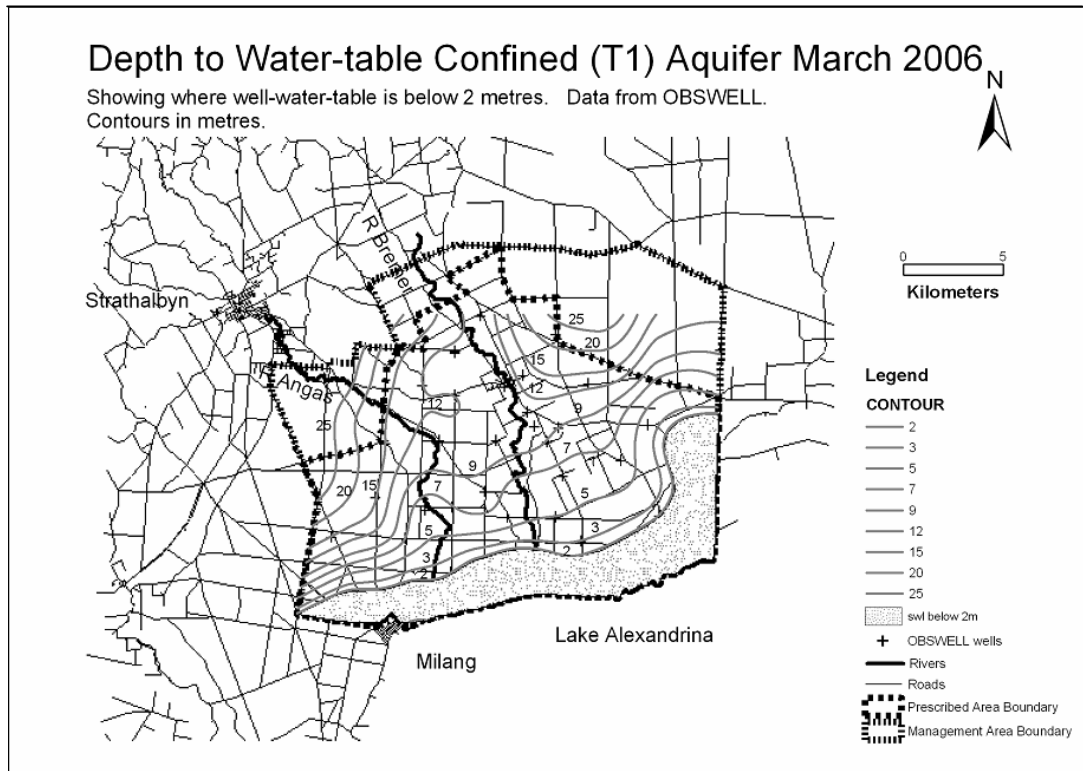 Depth to Water-table Confined (T1) Aquifer March 2006
Showing where well-water-table is below 2 metres. Data from OBSWELL.
Contours in metres.
N
0 5
Kilometers
R Bremer
Strathalbyn
Angas
25
20
15
12
9
12
25
7
7
9
20
15
7
5
5
3
3
2
2
Lake Alexandrina
Milang
Legend
CONTOUR
2
3
5
7
9
12
15
20
25
swl below 2m
OBSWELL wells
Rivers
Roads
Prescribed Area Boundary
Management Area Boundary